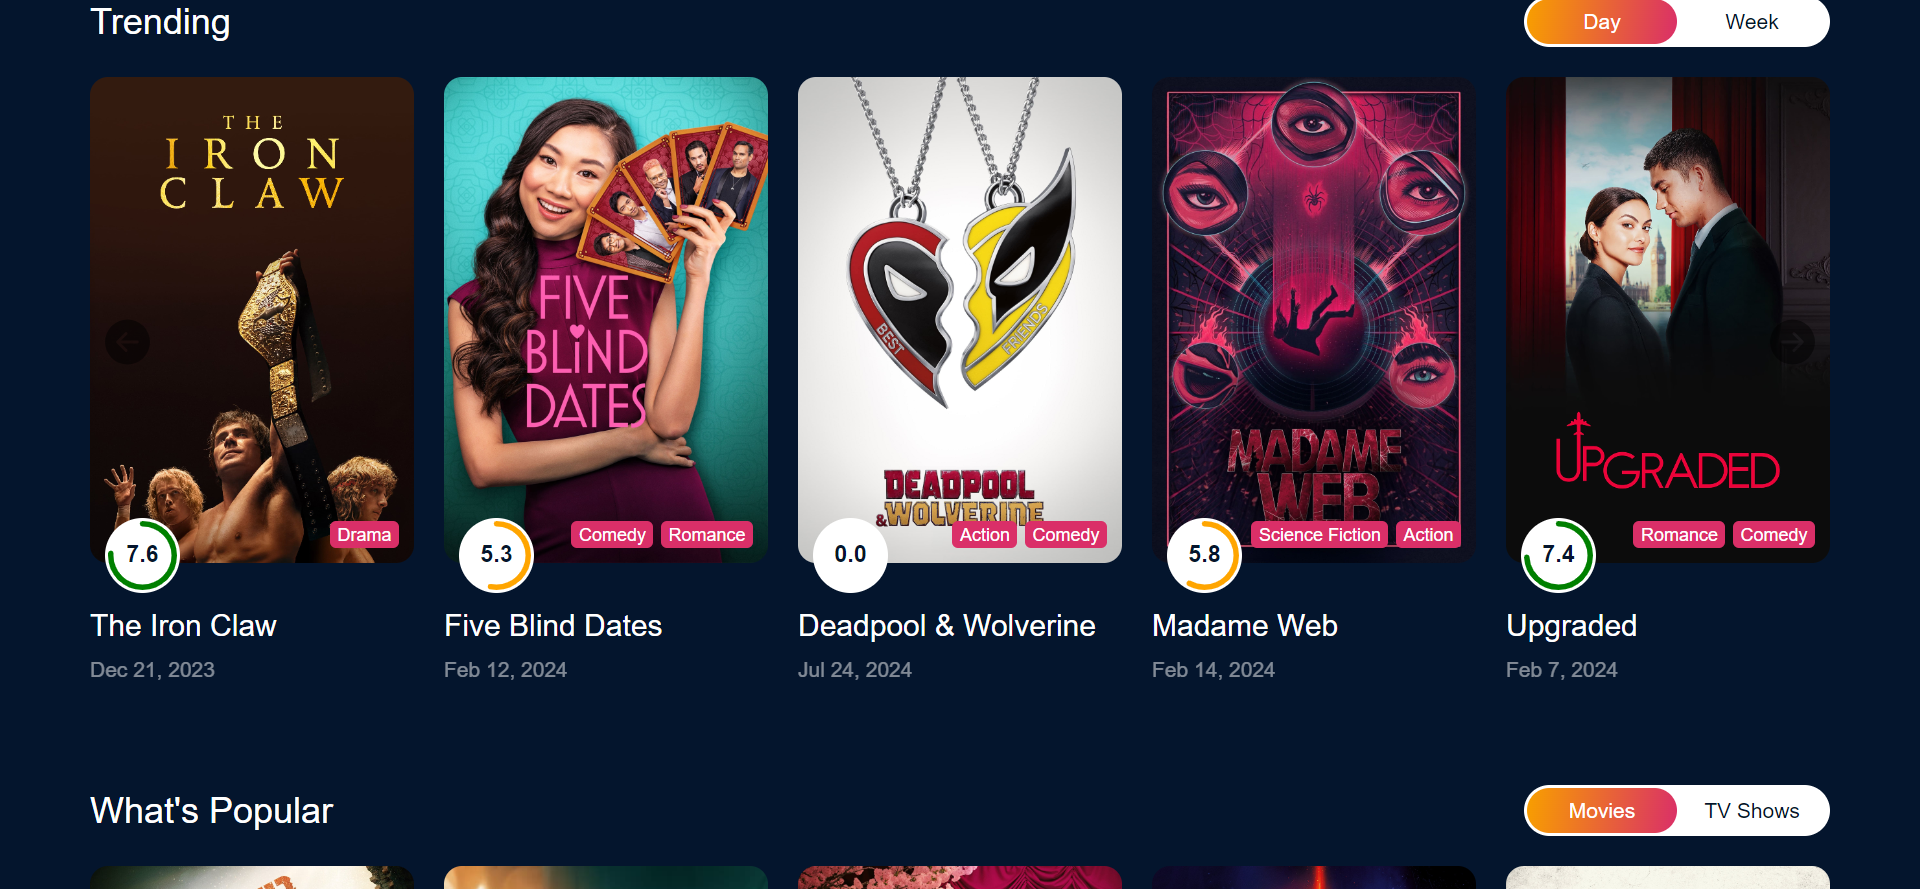 Trending
Day
Week
THE
IRON
CLAW
FIVE
BLiND
DATES
BEST
FRIENDS
DEADPOOL
&WOLVERINE
MADAME
WEB
UPGRADED
7.6
Drama
5.3
Comedy
Romance
0.0
Action
Comedy
5.8
Science Fiction
Action
7.4
Romance
Comedy
The Iron Claw
Five Blind Dates
Deadpool & Wolverine
Madame Web
Upgraded
Dec 21, 2023
Feb 12, 2024
Jul 24, 2024
Feb 14, 2024
Feb 7, 2024
What's Popular
Movies
TV Shows